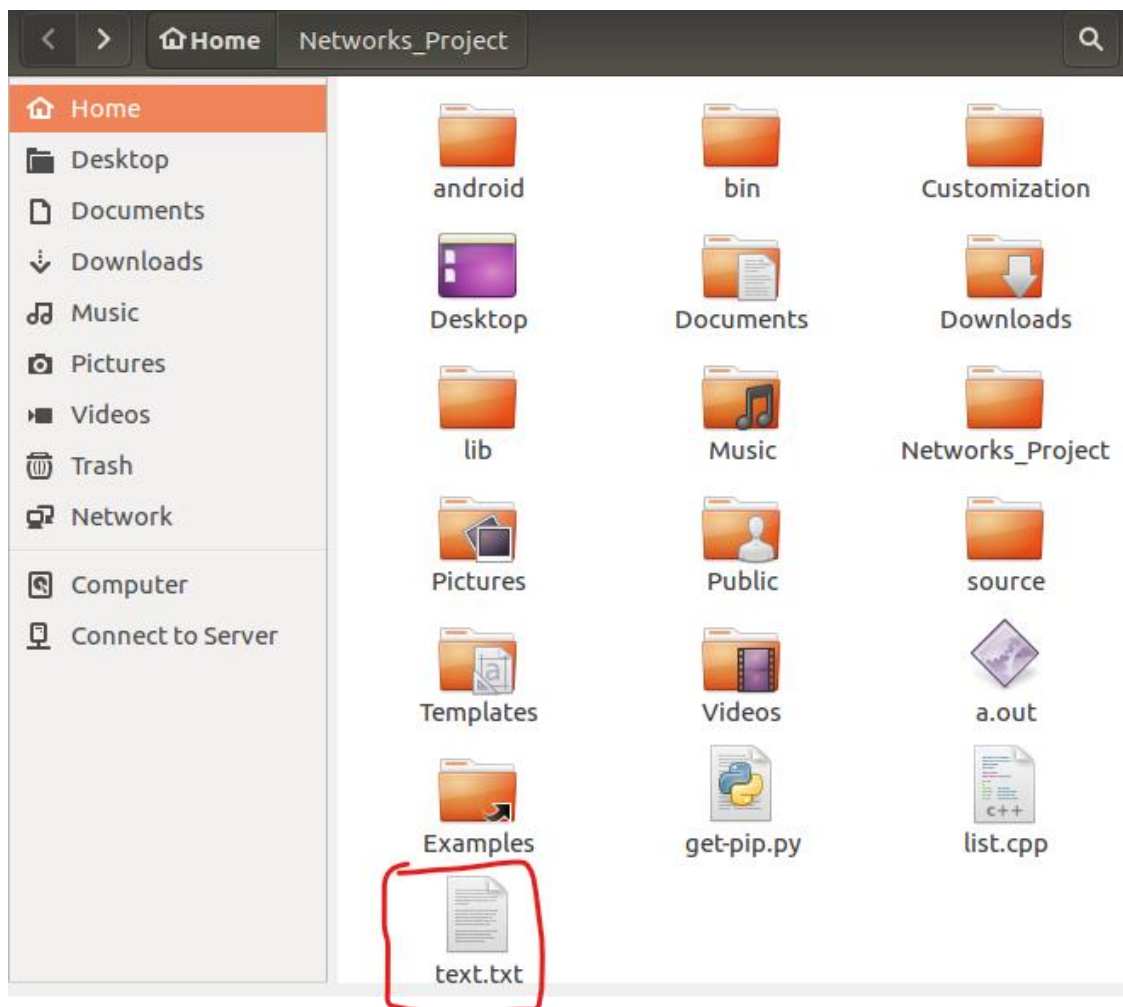 Home Networks_Project
Home
Desktop
Documents
Downloads
Music
Pictures
Videos
Trash
Network
Computer
Connect to Server
android bin Customization
Desktop Documents Downloads
lib Music Networks_Project
Pictures Public source
a
Templates Videos a.out
C++
Examples get-pip.py list.cpp
text.txt